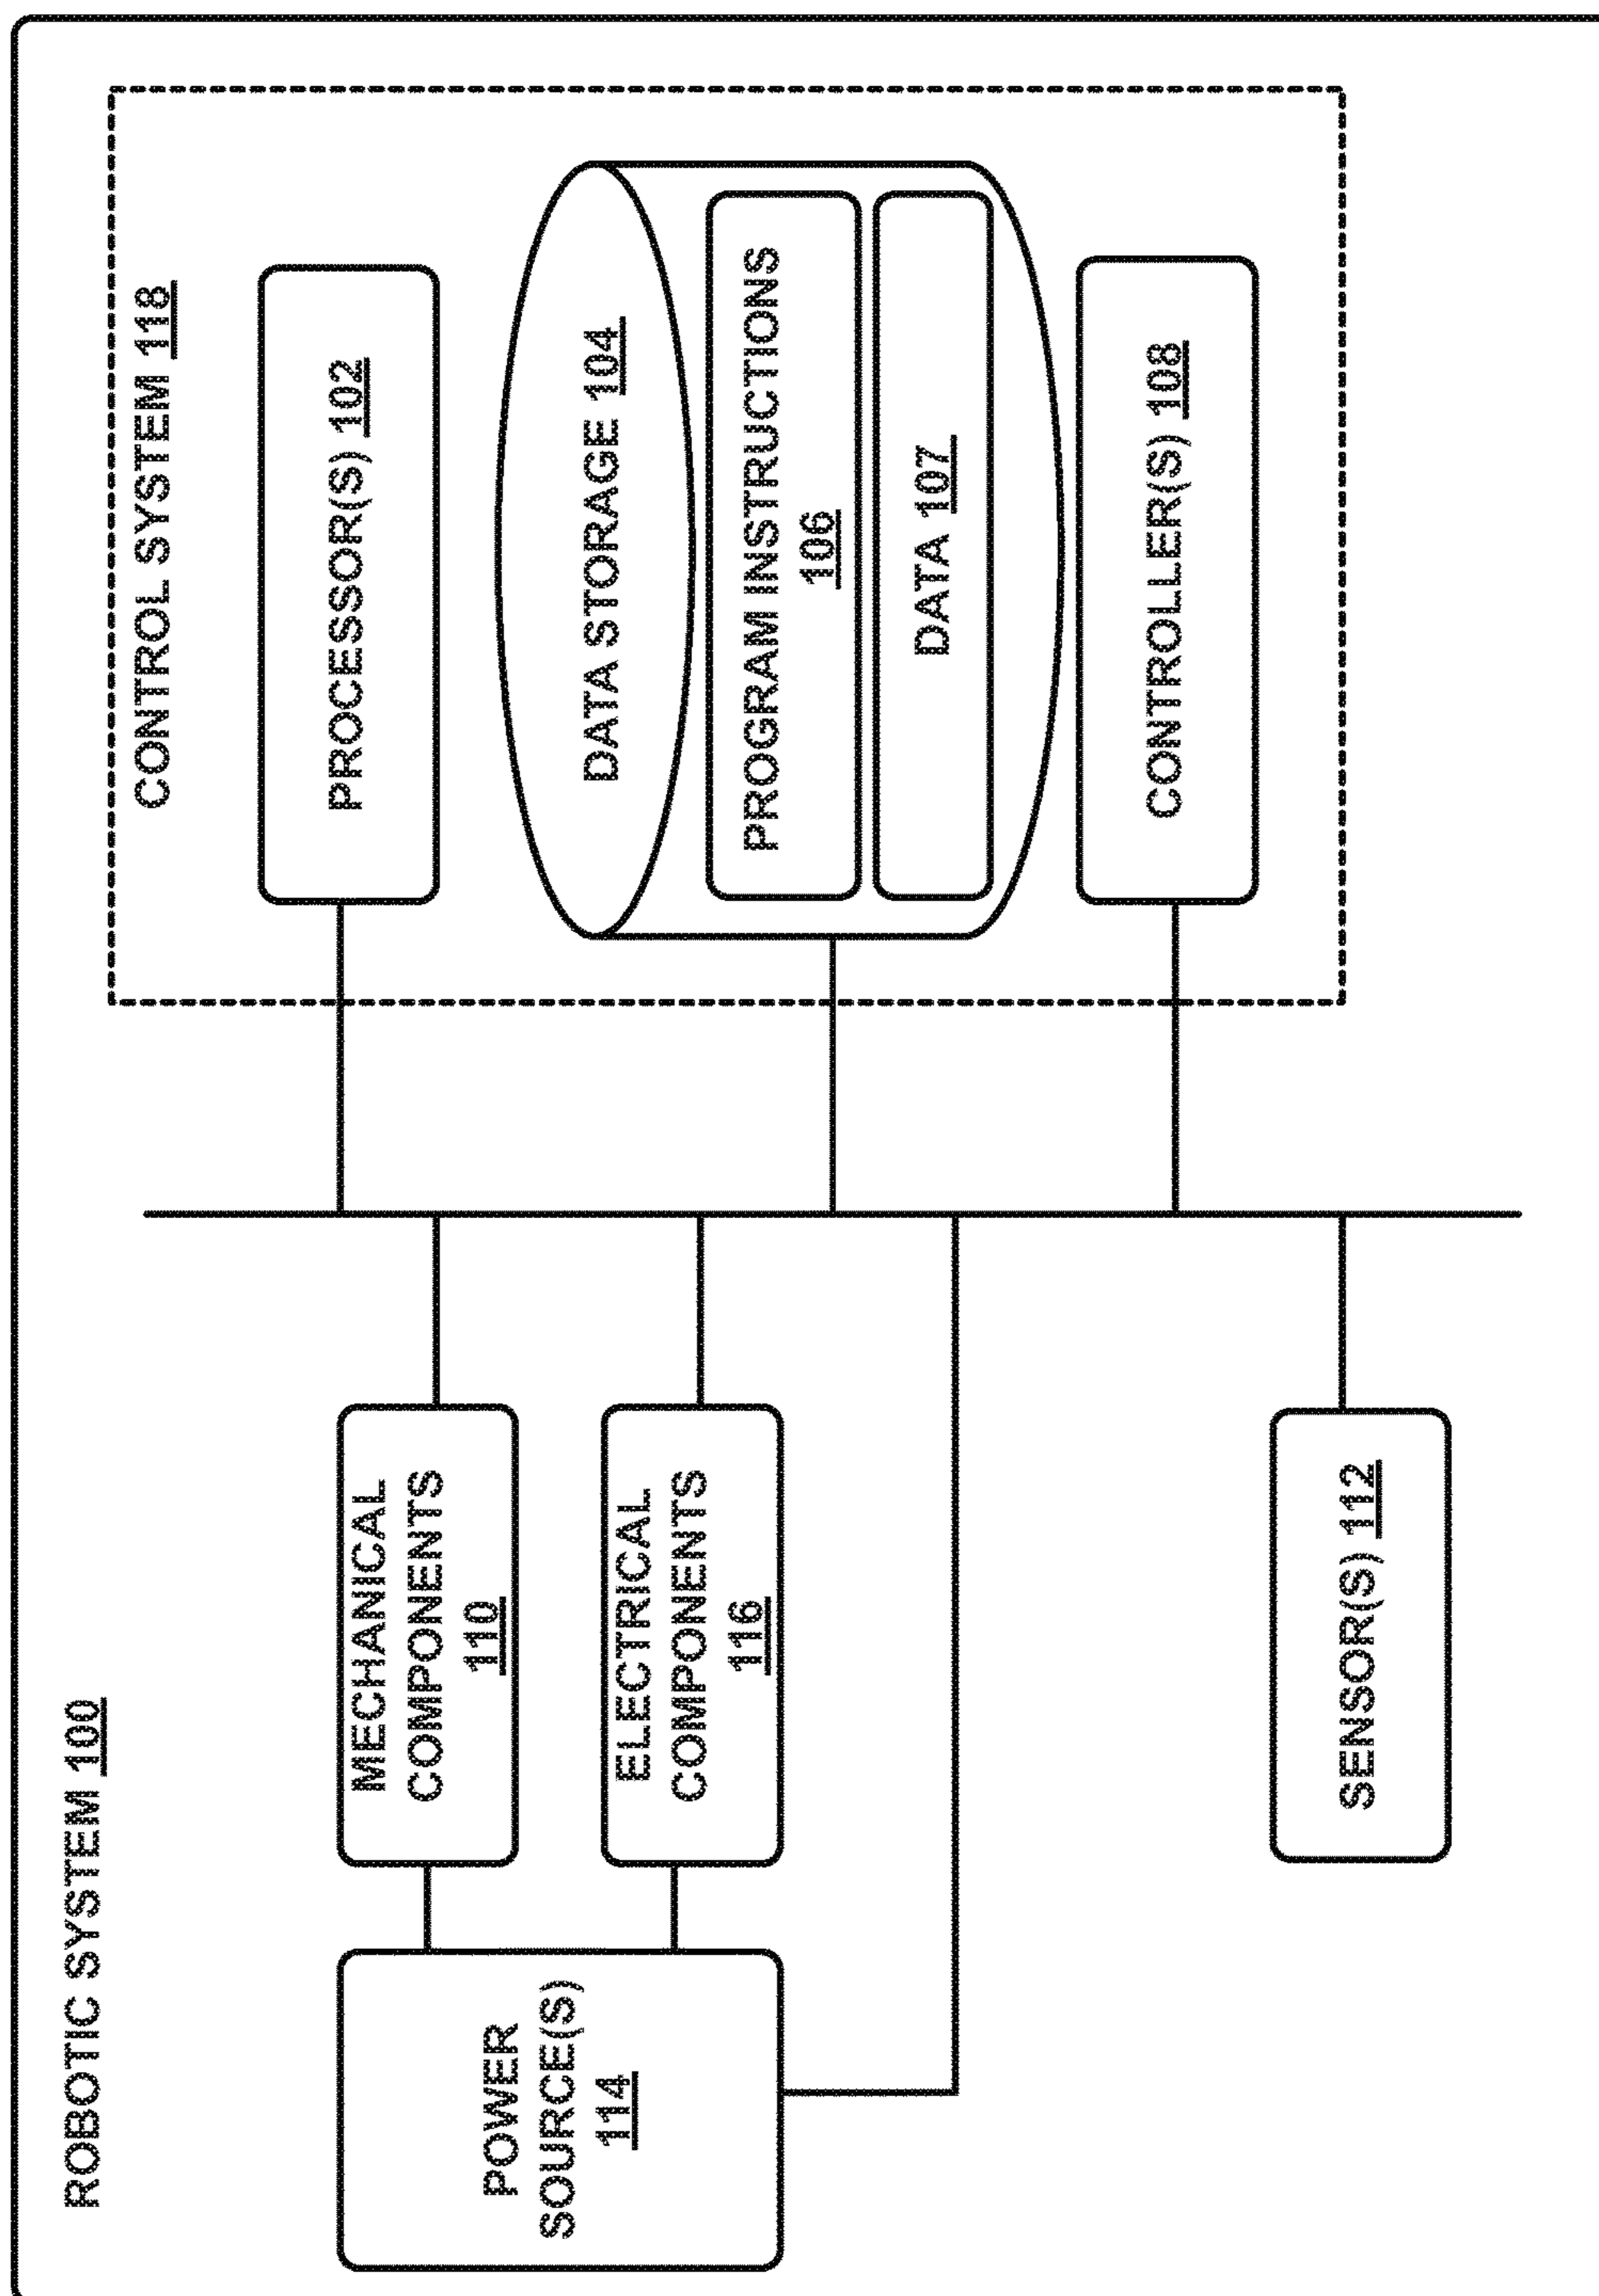 ROBOTIC SYSTEM 100
POWER
SOURCE(S)
114
MECHANICAL
COMPONENTS
110
ELECTRICAL
COMPONENTS
116
SENSOR(S) 112
CONTROL SYSTEM 118
PROCESSOR(S) 102
DATA STORAGE 104
PROGRAM INSTRUCTIONS
106
DATA 107
CONTROLLER(S) 108